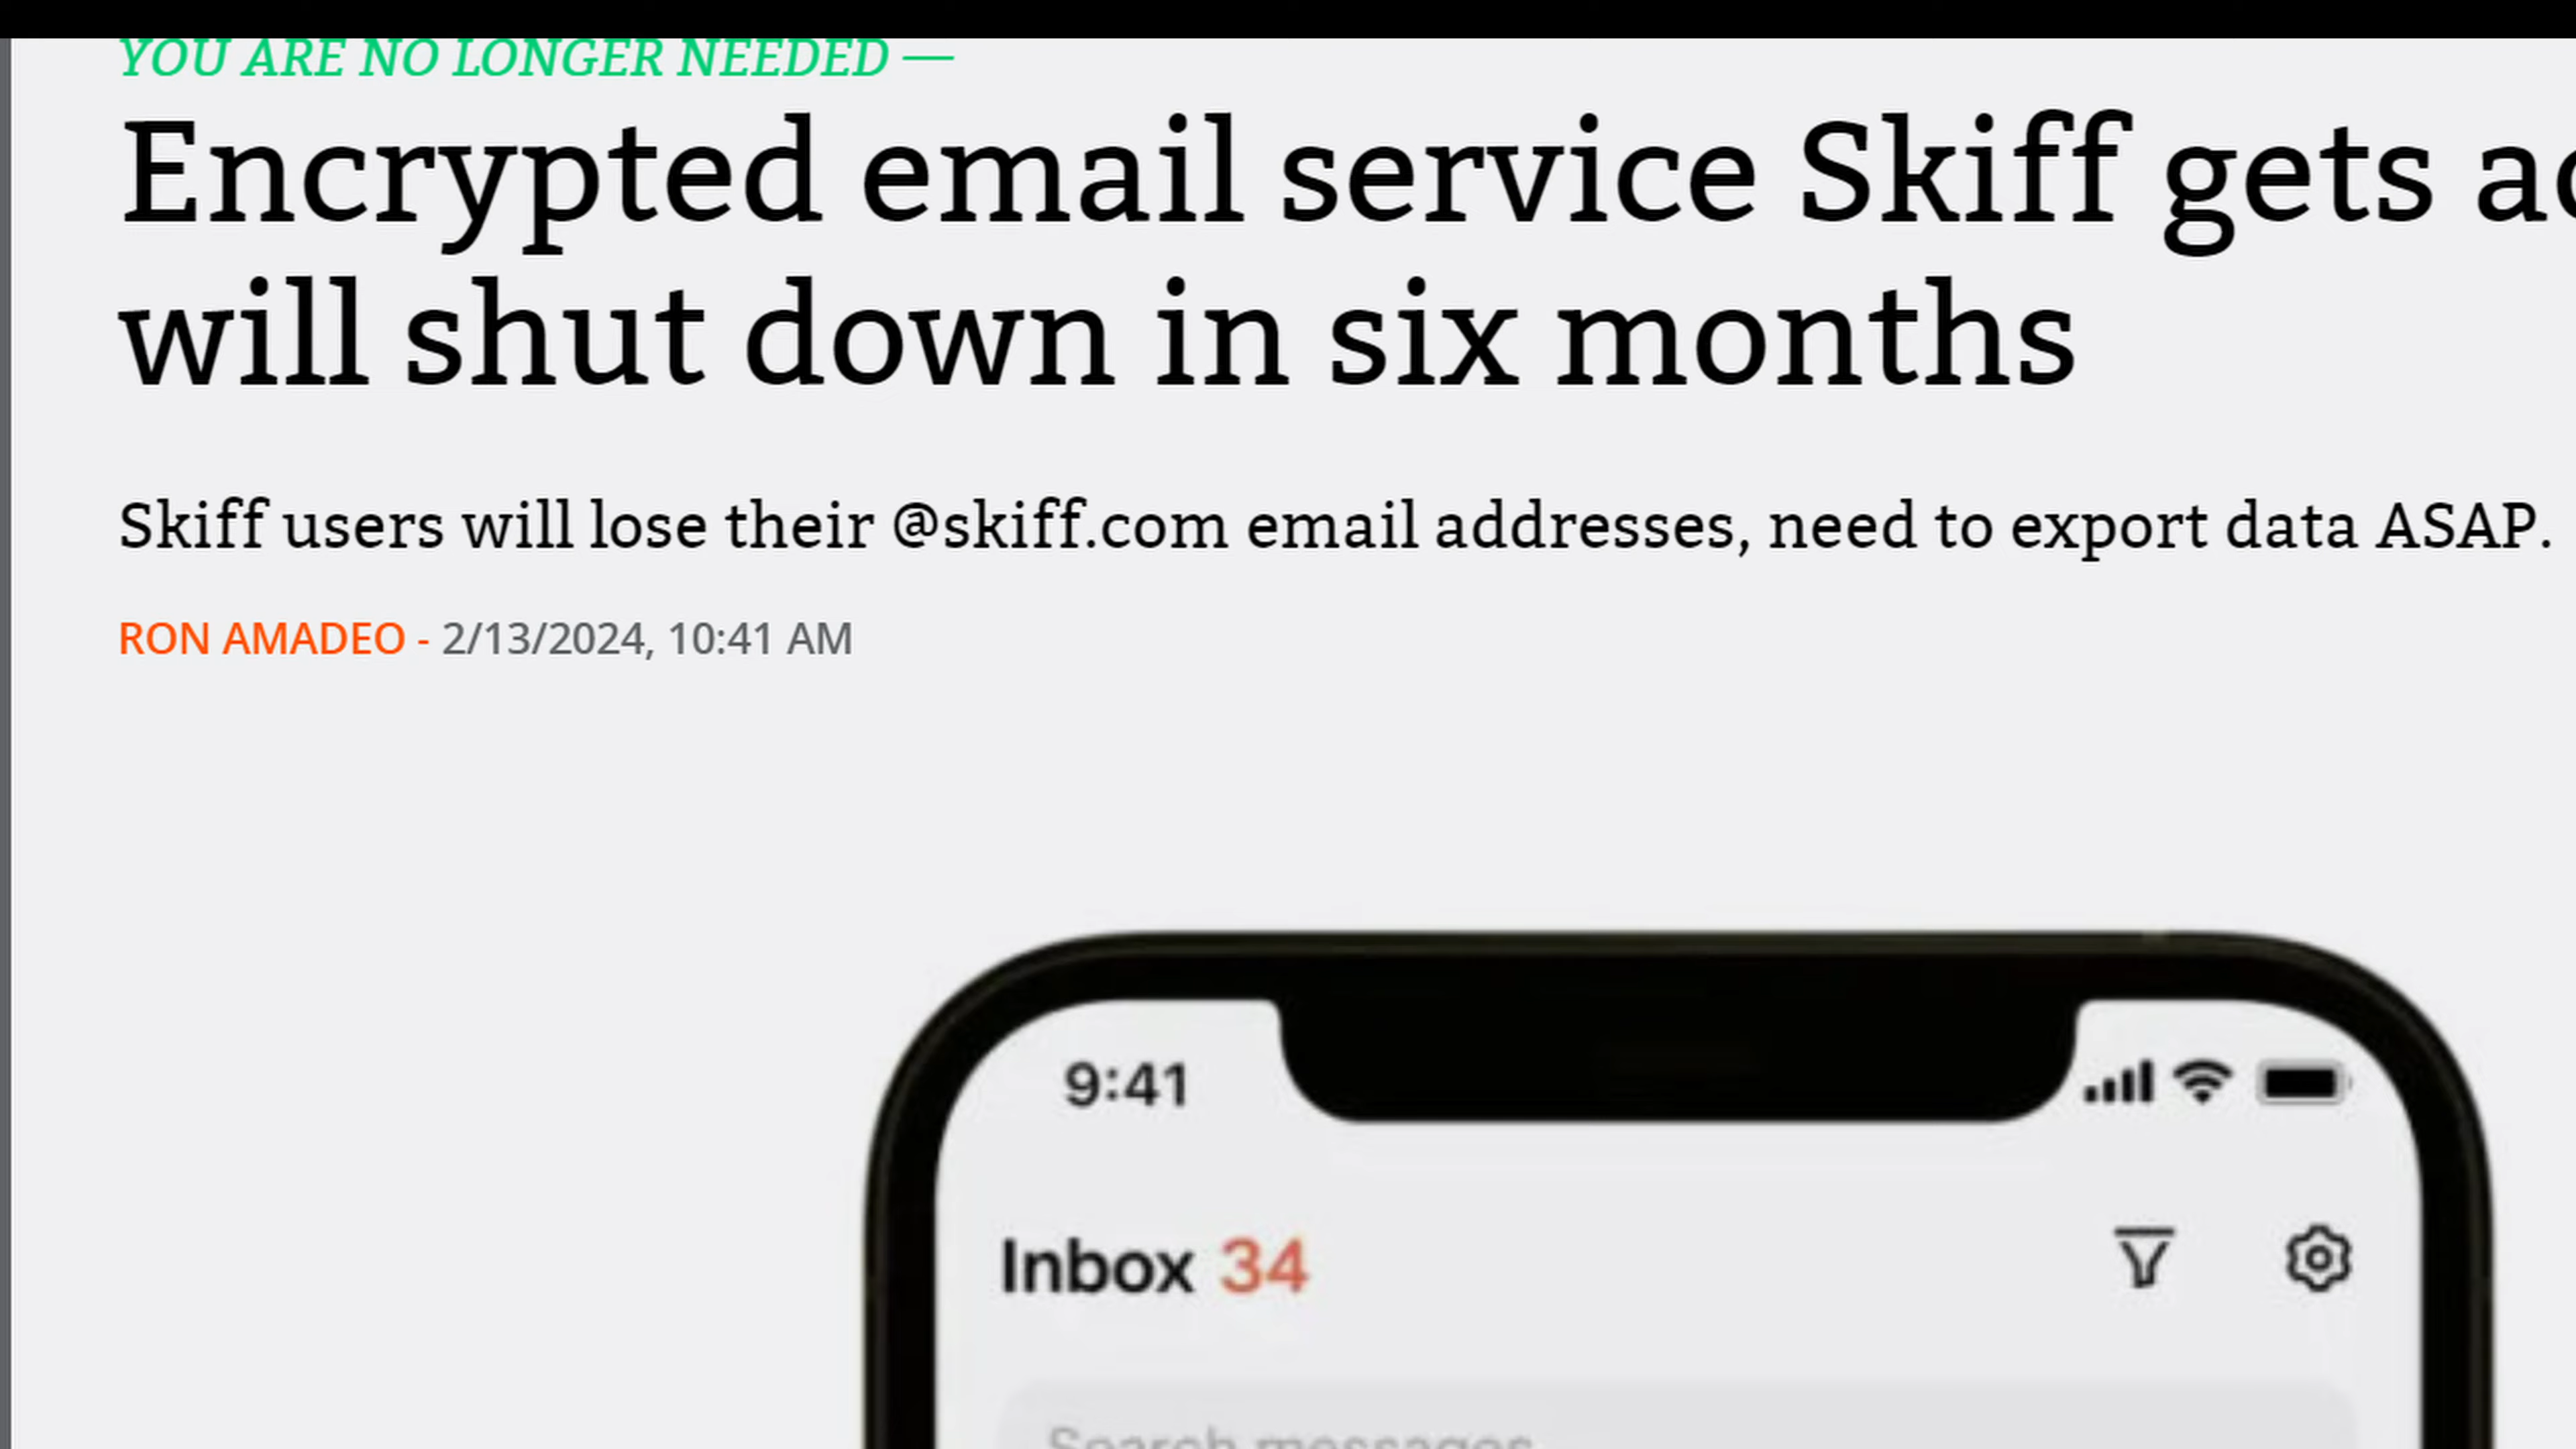 YOU ARE NO LONGER NEEDED —
Encrypted email service Skiff gets
will shut down in six months
Skiff users will lose their @skiff.com email addresses, need to export data ASAP.
RON AMADEO - 2/13/2024, 10:41 AM
9:41
Inbox 34
Search messages